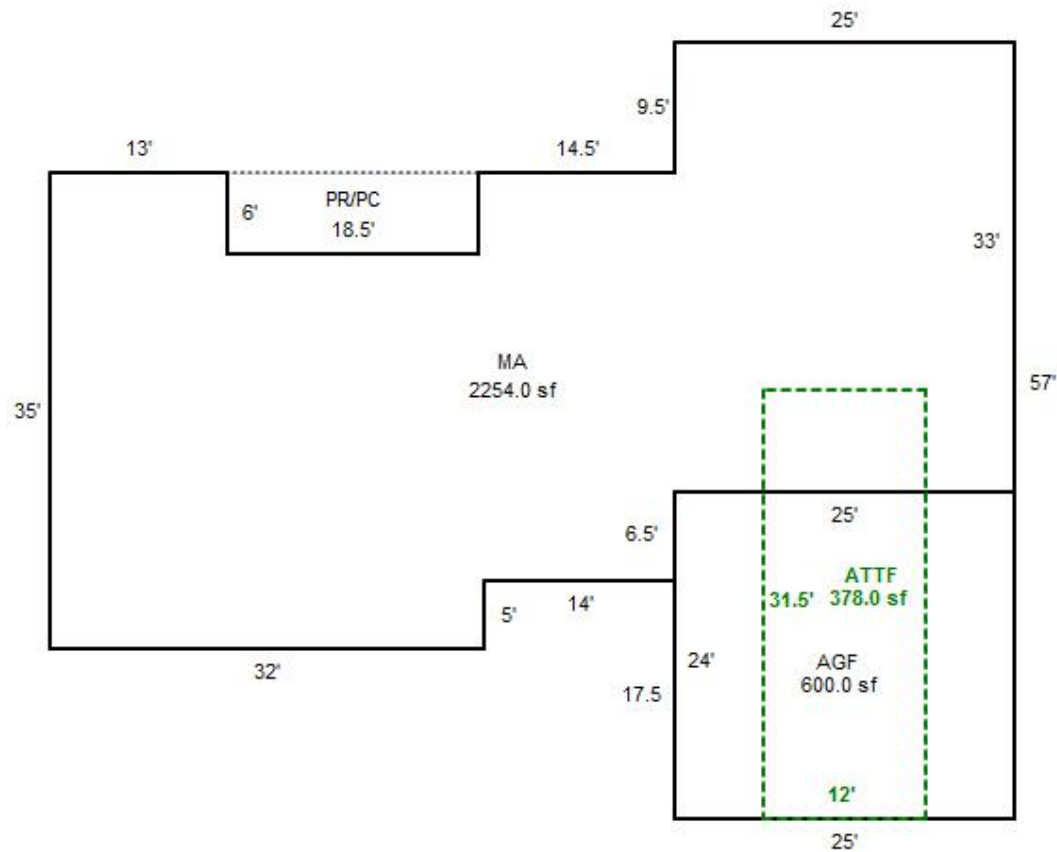 25'
9.5'
13'
14.5'
6'
PR/PC
18.5'
33'
MA
2254.0 sf
57'
35'
6.5'
25'
ATTF
31.5' 378.0 sf
5'
14'
24'
AGF
600.0 sf
32'
17.5
12'
25'